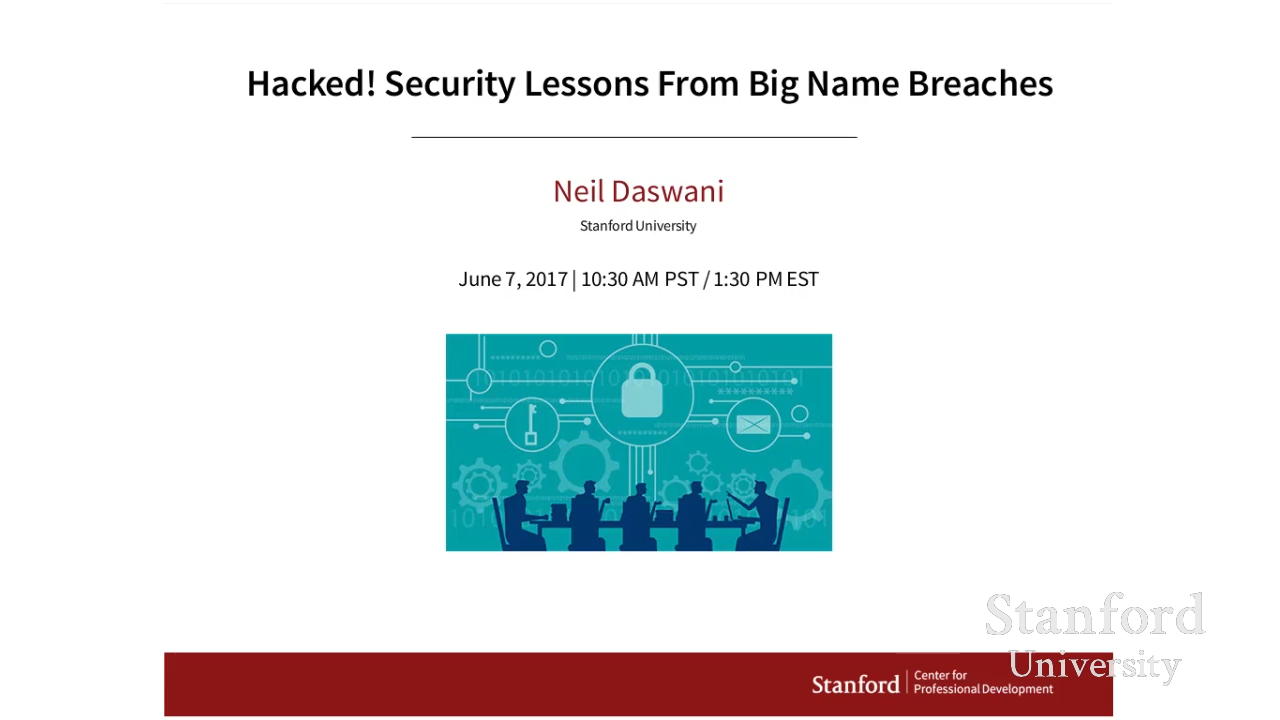 Hacked! Security Lessons From Big Name Breaches
Neil Daswani
Stanford University
June 7, 2017 | 10:30 AM PST / 1:30 PM EST
Stanford
University
Stanford | Center for
Professional Development